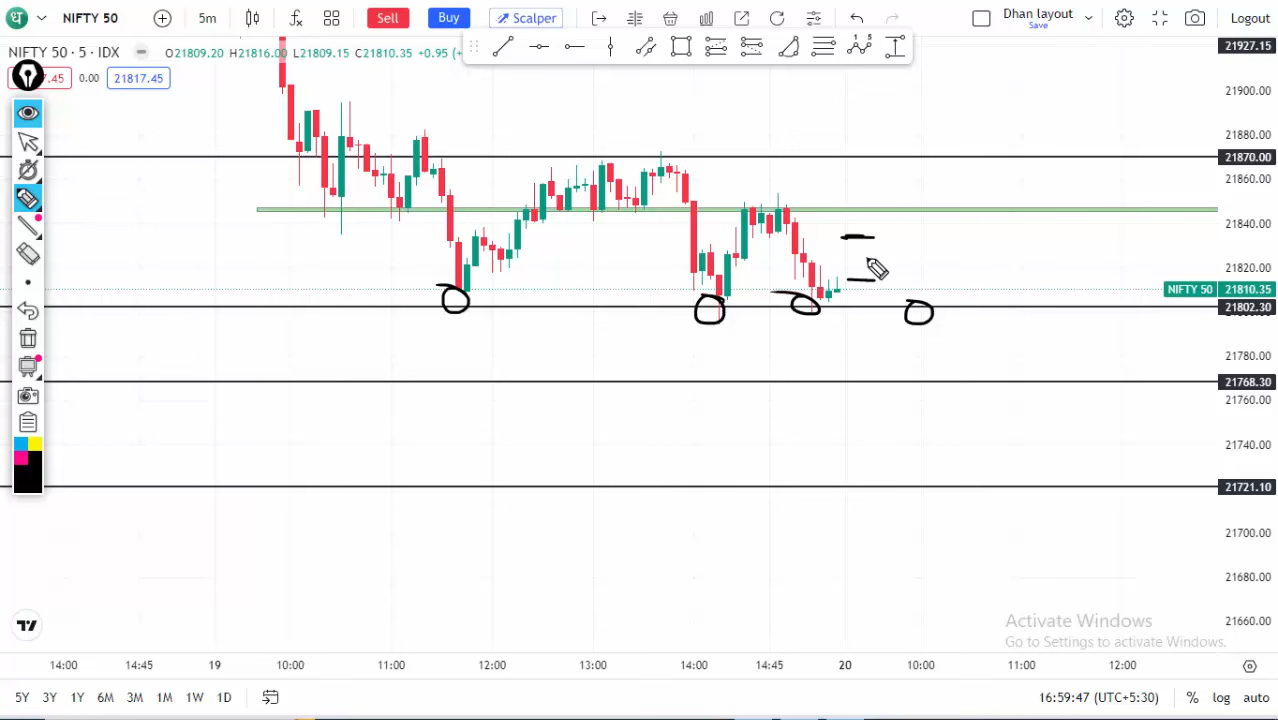 थ NIFTY 50 5m Sell Buy Scalper Dhan layout Save Logout
NIFTY 50 · 5 · IDX O21809.20 H21816.00 L21809.15 C21810.35 +0.95
7.45 0.00 21817.45
21927.15
21900.00
21880.00
21870.00
21860.00
21840.00
21820.00
NIFTY 50 21810.35
21802.30
21780.00
21768.30
21760.00
21740.00
21721.10
21700.00
21680.00
21660.00
Activate Windows
Go to Settings to activate Windows.
14:00 14:45 19 10:00 11:00 12:00 13:00 14:00 14:45 20 10:00 11:00 12:00
5Y 3Y 1Y 6M 3M 1M 1W 1D 16:59:47 (UTC+5:30) % log auto